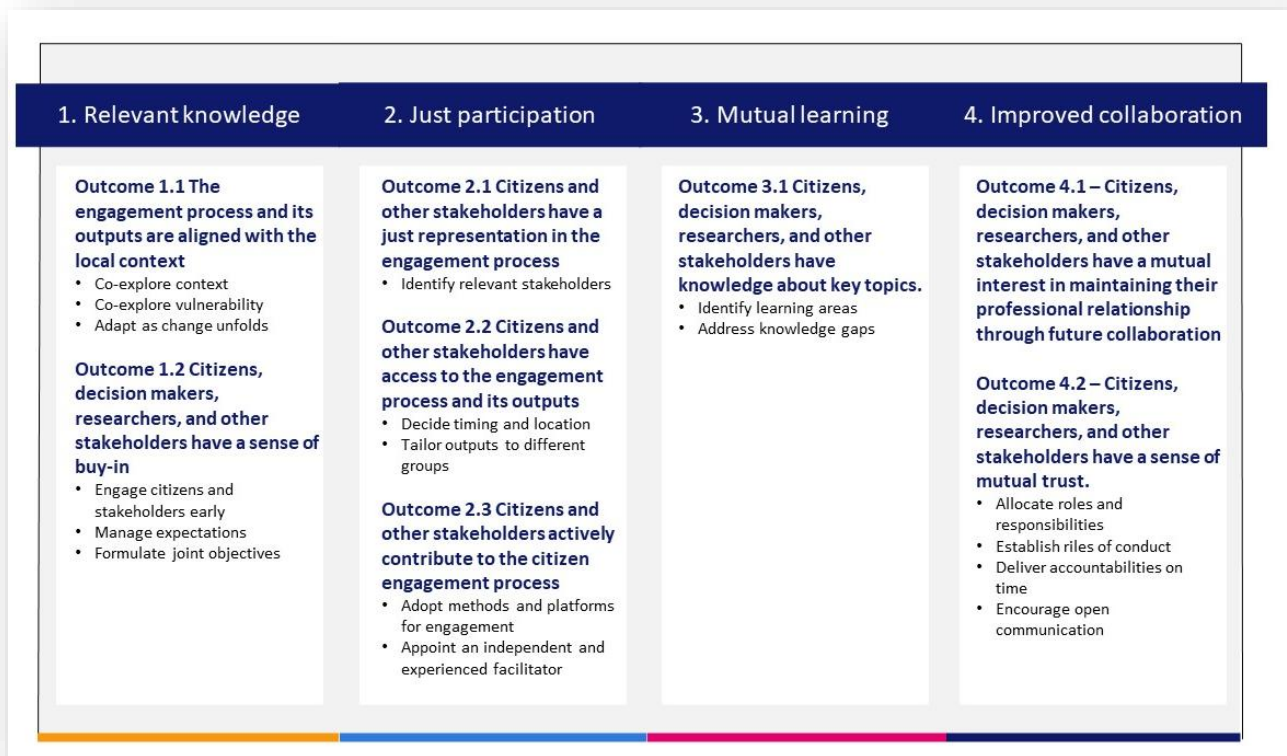 1. Relevant knowledge
2. Just participation
3. Mutual learning
4. Improved collaboration
Outcome 1.1 The
engagement process and its
outputs are aligned with the
local context
• Co-explore context
• Co-explore vulnerability
• Adapt as change unfolds
Outcome 1.2 Citizens,
decision makers,
researchers, and other
stakeholders have a sense of
buy-in
• Engage citizens and
stakeholders early
• Manage expectations
• Formulate joint objectives
Outcome 2.1 Citizens and
other stakeholders have a
just representation in the
engagement process
• Identify relevant stakeholders
Outcome 2.2 Citizens and
other stakeholders have
access to the engagement
process and its outputs
• Decide timing and location
• Tailor outputs to different
groups
Outcome 2.3 Citizens and
other stakeholders actively
contribute to the citizen
engagement process
• Adopt methods and platforms
for engagement
• Appoint an independent and
experienced facilitator
Outcome 3.1 Citizens,
decision makers,
researchers, and other
stakeholders have
knowledge about key topics.
• Identify learning areas
• Address knowledge gaps
Outcome 4.1 – Citizens,
decision makers,
researchers, and other
stakeholders have a mutual
interest in maintaining their
professional relationship
through future collaboration
Outcome 4.2 – Citizens,
decision makers,
researchers, and other
stakeholders have a sense of
mutual trust.
• Allocate roles and
responsibilities
• Establish riles of conduct
• Deliver accountabilities on
time
• Encourage open
communication